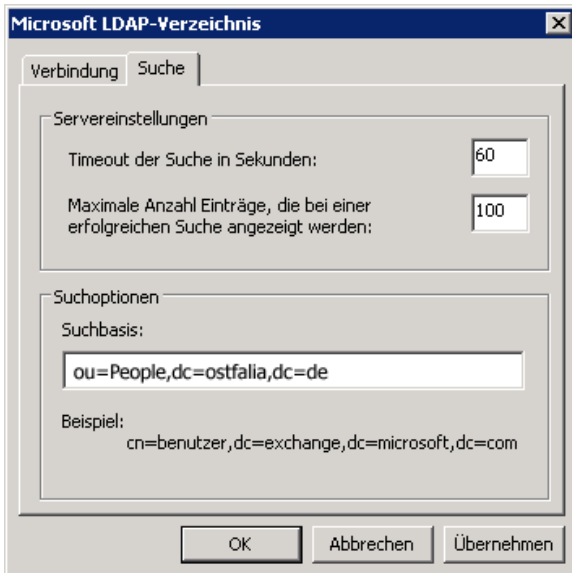 Microsoft LDAP-Verzeichnis
Verbindung
Suche
Servereinstellungen
Timeout der Suche in Sekunden:
60
Maximale Anzahl Einträge, die bei einer
erfolgreichen Suche angezeigt werden:
100
Suchoptionen
Suchbasis:
ou=People,dc=ostfalia,dc=de
Beispiel:
cn=benutzer,dc=exchange,dc=microsoft,dc=com
OK
Abbrechen
Übernehmen